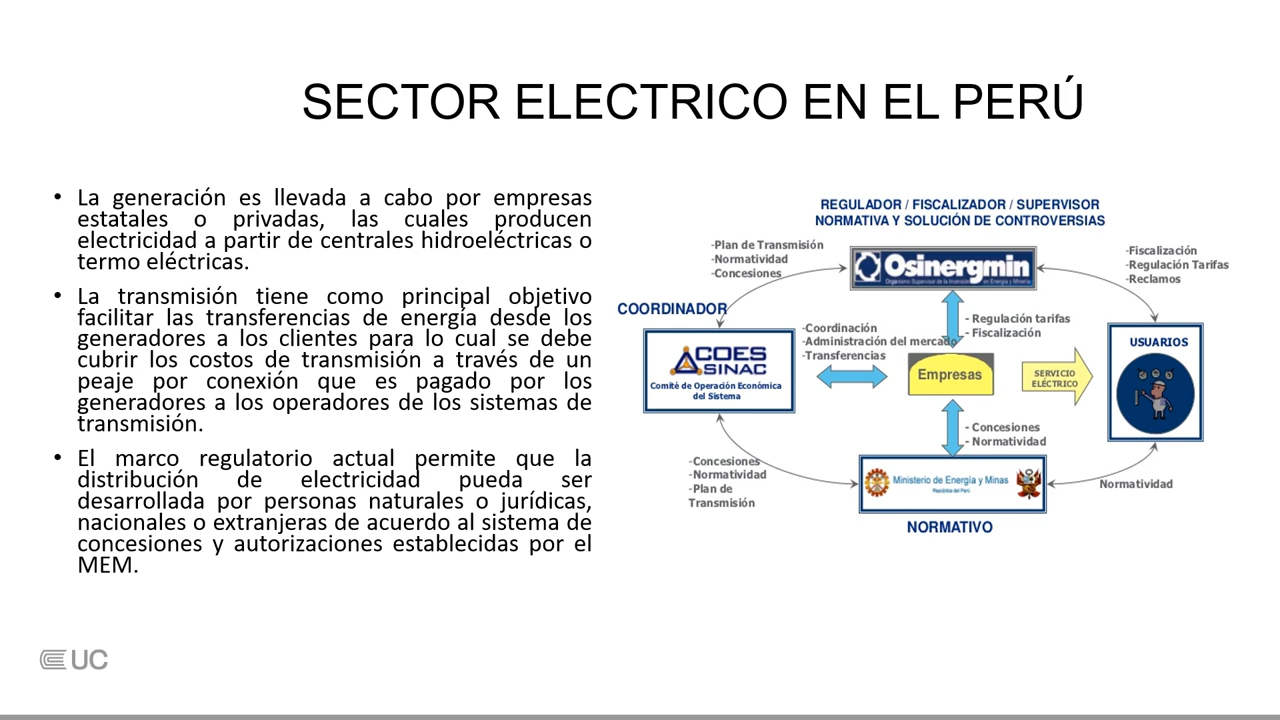 SECTOR ELECTRICO EN EL PERÚ
• La generación es llevada a cabo por empresas
estatales o privadas, las cuales producen
electricidad a partir de centrales hidroeléctricas o
termo eléctricas.
• La transmisión tiene como principal objetivo
facilitar las transferencias de energía desde los
generadores a los clientes para lo cual se debe
cubrir los costos de transmisión a través de un
peaje por conexión que es pagado por los
generadores a los operadores de los sistemas de
transmisión.
• El marco regulatorio actual permite que la
distribución de electricidad pueda ser
desarrollada por personas naturales o jurídicas,
nacionales o extranjeras de acuerdo al sistema de
concesiones y autorizaciones establecidas por el
MEM.
REGULADOR / FISCALIZADOR / SUPERVISOR
NORMATIVA Y SOLUCIÓN DE CONTROVERSIAS
-Plan de Transmisión
-Normatividad
-Concesiones
Osinergmin
Organismo Supervisor de la Inversión en Energía y Minería
-Fiscalización
-Regulación Tarifas
-Reclamos
COORDINADOR
COES
SINAC
Comité de Operación Económica
del Sistema
-Coordinación
-Administración del mercado
-Transferencias
- Regulación tarifas
- Fiscalización
Empresas
SERVICIO
ELÉCTRICO
USUARIOS
- Concesiones
- Normatividad
-Concesiones
-Normatividad
-Plan de
Transmisión
Ministerio de Energía y Minas
República del Perú
Normatividad
NORMATIVO
UC